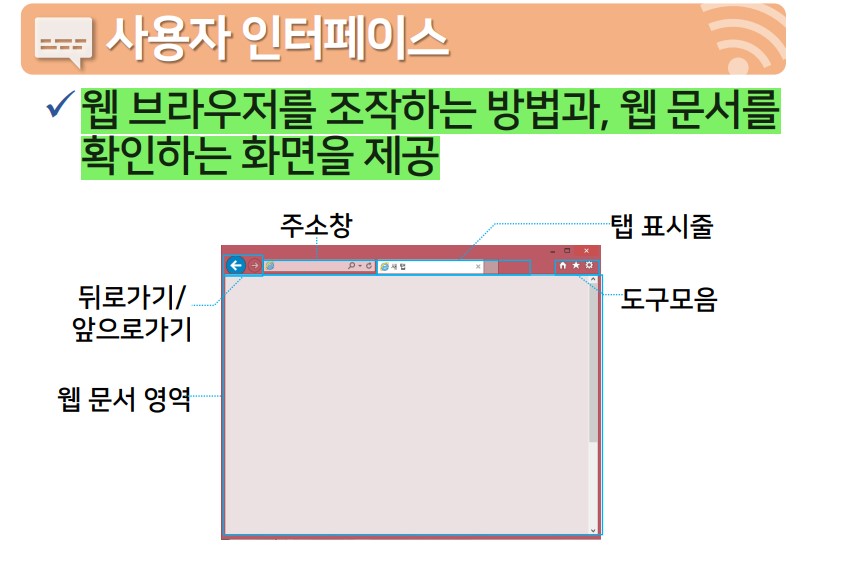 사용자 인터페이스
웹 브라우저를 조작하는 방법과, 웹 문서를
확인하는 화면을 제공
주소창
탭 표시줄
새 탭
뒤로가기/
앞으로가기
도구모음
웹 문서 영역